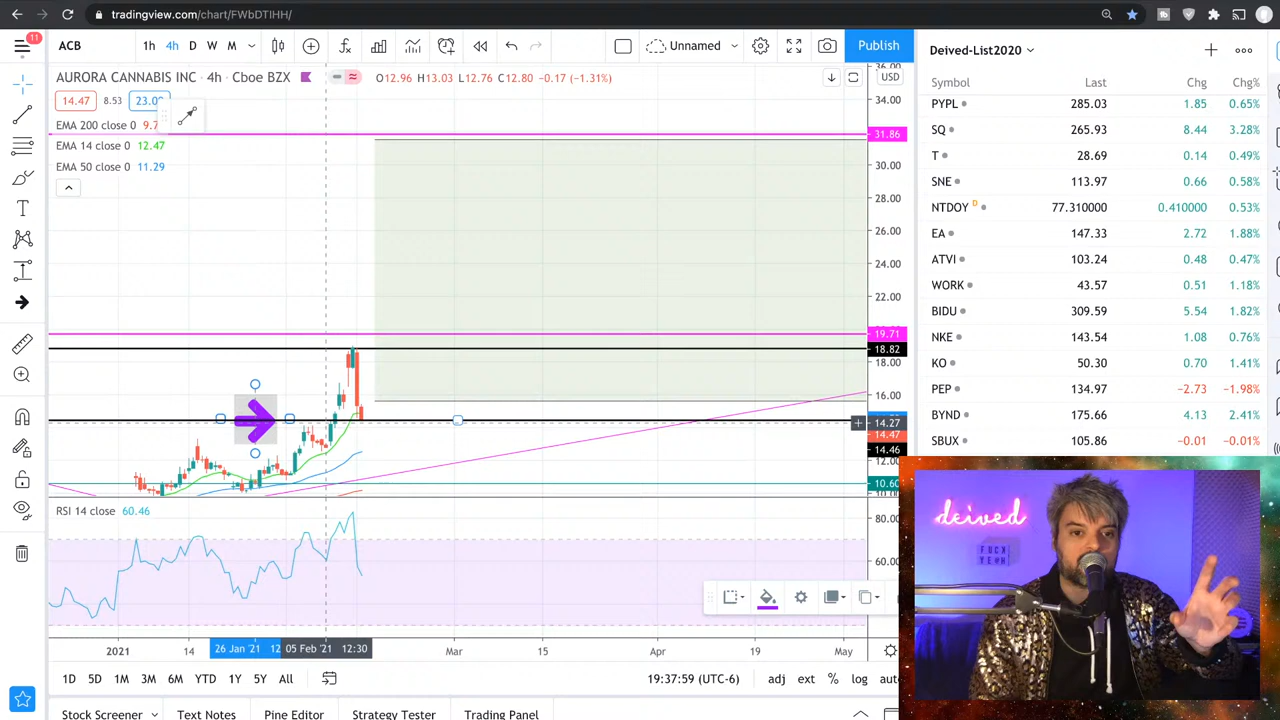 tradingview.com/chart/FWbDTIHH/
11
ACB
1h 4h D W M
Unnamed
Publish
AURORA CANNABIS INC · 4h · Cboe BZX
O12.96 H13.03 L12.76 C12.80 −0.17 (−1.31%)
USD
14.47 8.53 23.0
EMA 200 close 0 9.7
EMA 14 close 0 12.47
EMA 50 close 0 11.29
36.00
34.00
31.86
30.00
28.00
26.00
24.00
22.00
19.71
18.82
18.00
16.00
14.27
14.47
14.46
12.00
10.60
RSI 14 close 60.46
80.00
60.00
2021 14 26 Jan '21 12 05 Feb '21 12:30 Mar 15 Apr 19 May
1D 5D 1M 3M 6M YTD 1Y 5Y All
19:37:59 (UTC-6) adj ext % log
Stock Screener Text Notes Pine Editor Strategy Tester Trading Panel
Deived-List2020
Symbol Last Chg Chg%
PYPL 285.03 1.85 0.65%
SQ 265.93 8.44 3.28%
T 28.69 0.14 0.49%
SNE 113.97 0.66 0.58%
NTDOY D 77.310000 0.410000 0.53%
EA 147.33 2.72 1.88%
ATVI 103.24 0.48 0.47%
WORK 43.57 0.51 1.18%
BIDU 309.59 5.54 1.82%
NKE 143.54 1.08 0.76%
KO 50.30 0.70 1.41%
PEP 134.97 −2.73 −1.98%
BYND 175.66 4.13 2.41%
SBUX 105.86 −0.01 −0.01%
deived
FUCK
YEAH